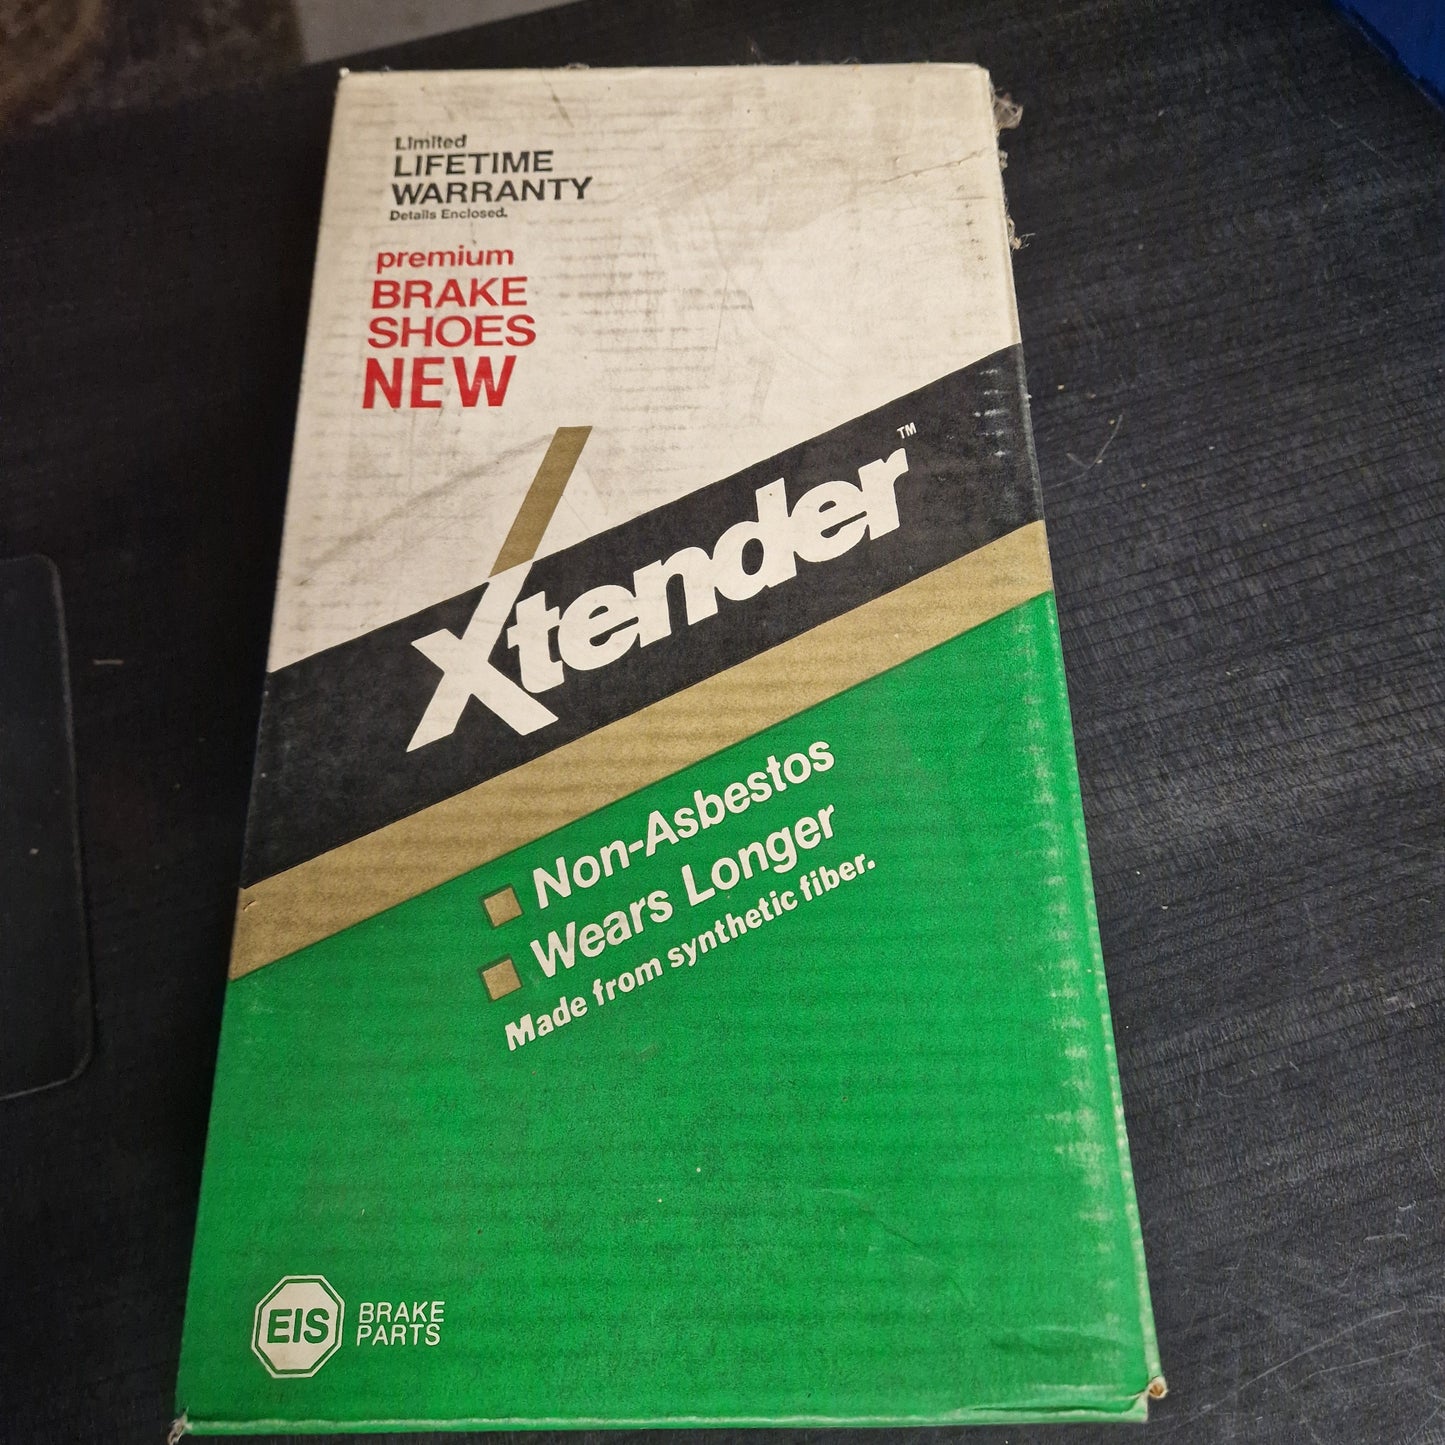 Limited
LIFETIME
WARRANTY
Details Enclosed.
premium
BRAKE
SHOES
NEW
Xtender™
Non-Asbestos
Wears Longer
Made from synthetic fiber.
EIS
BRAKE
PARTS